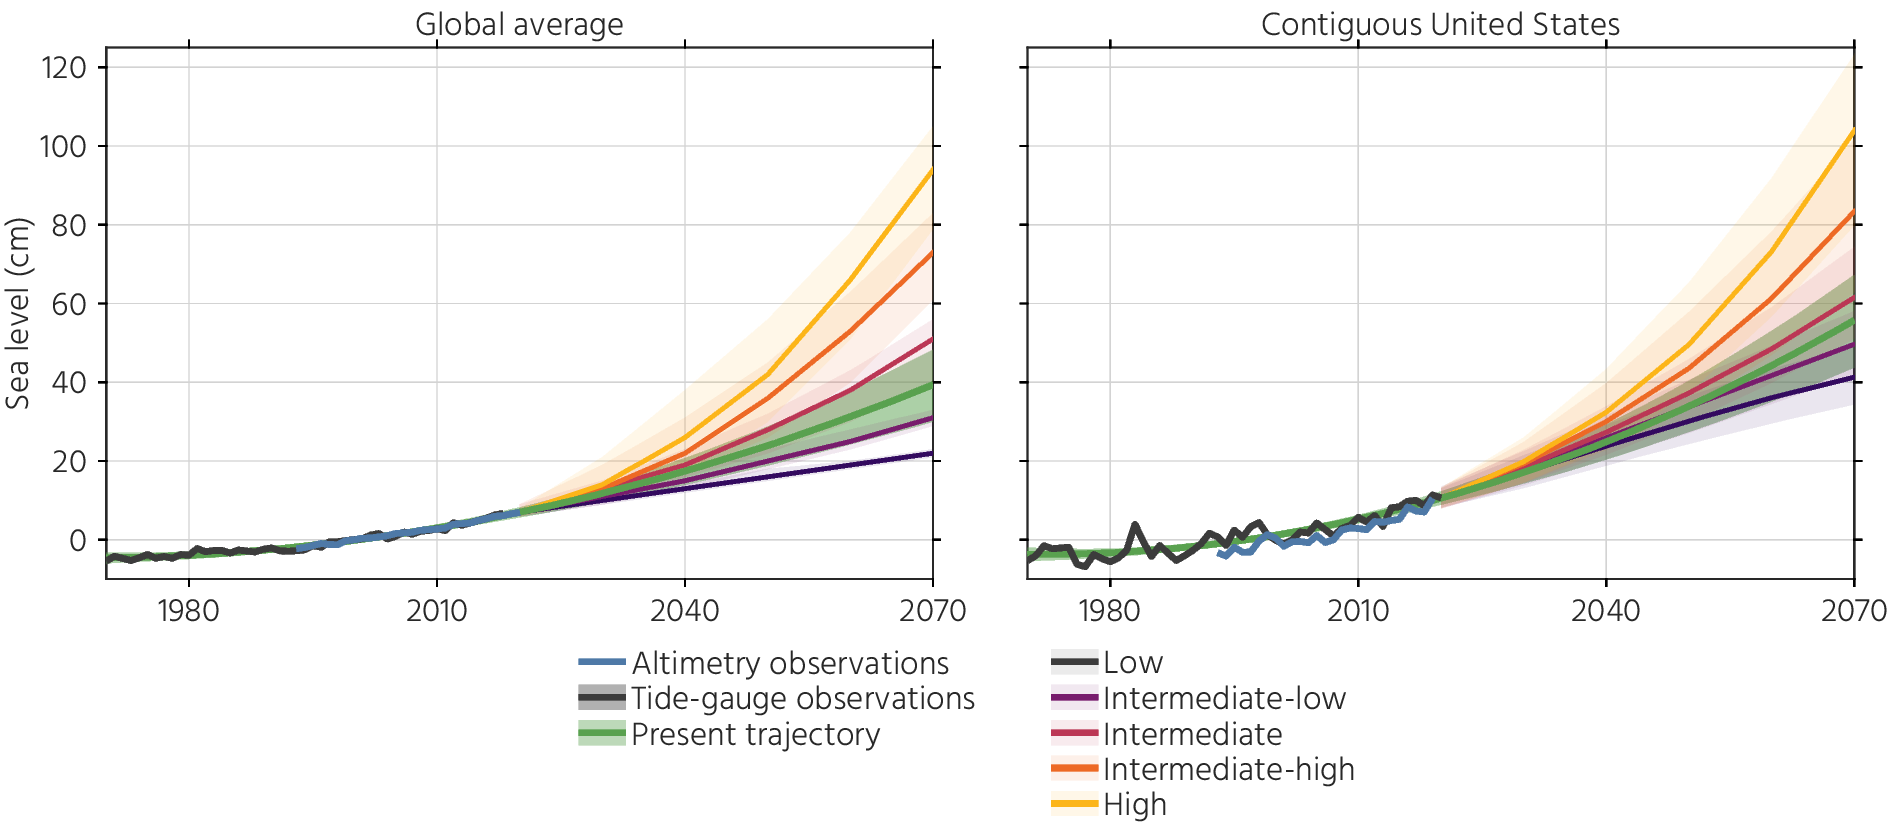 Global average
Contiguous United States
Sea level (cm)
120
100
80
60
40
20
0
1980 2010 2040 2070
1980 2010 2040 2070
Altimetry observations
Tide-gauge observations
Present trajectory
Low
Intermediate-low
Intermediate
Intermediate-high
High